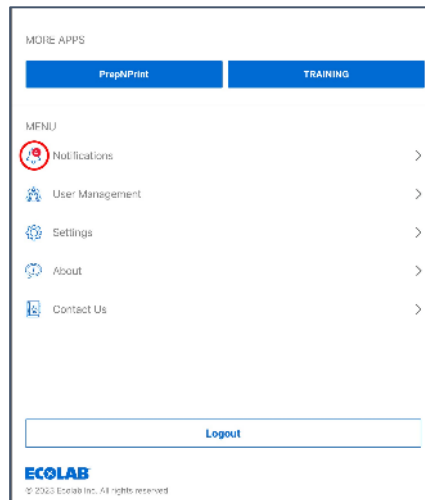 MORE APPS
PrepNPrint TRAINING
MENU
Notifications
User Management
Settings
About
Contact Us
Logout
ECOLAB
© 2023 Ecolab Inc. All rights reserved